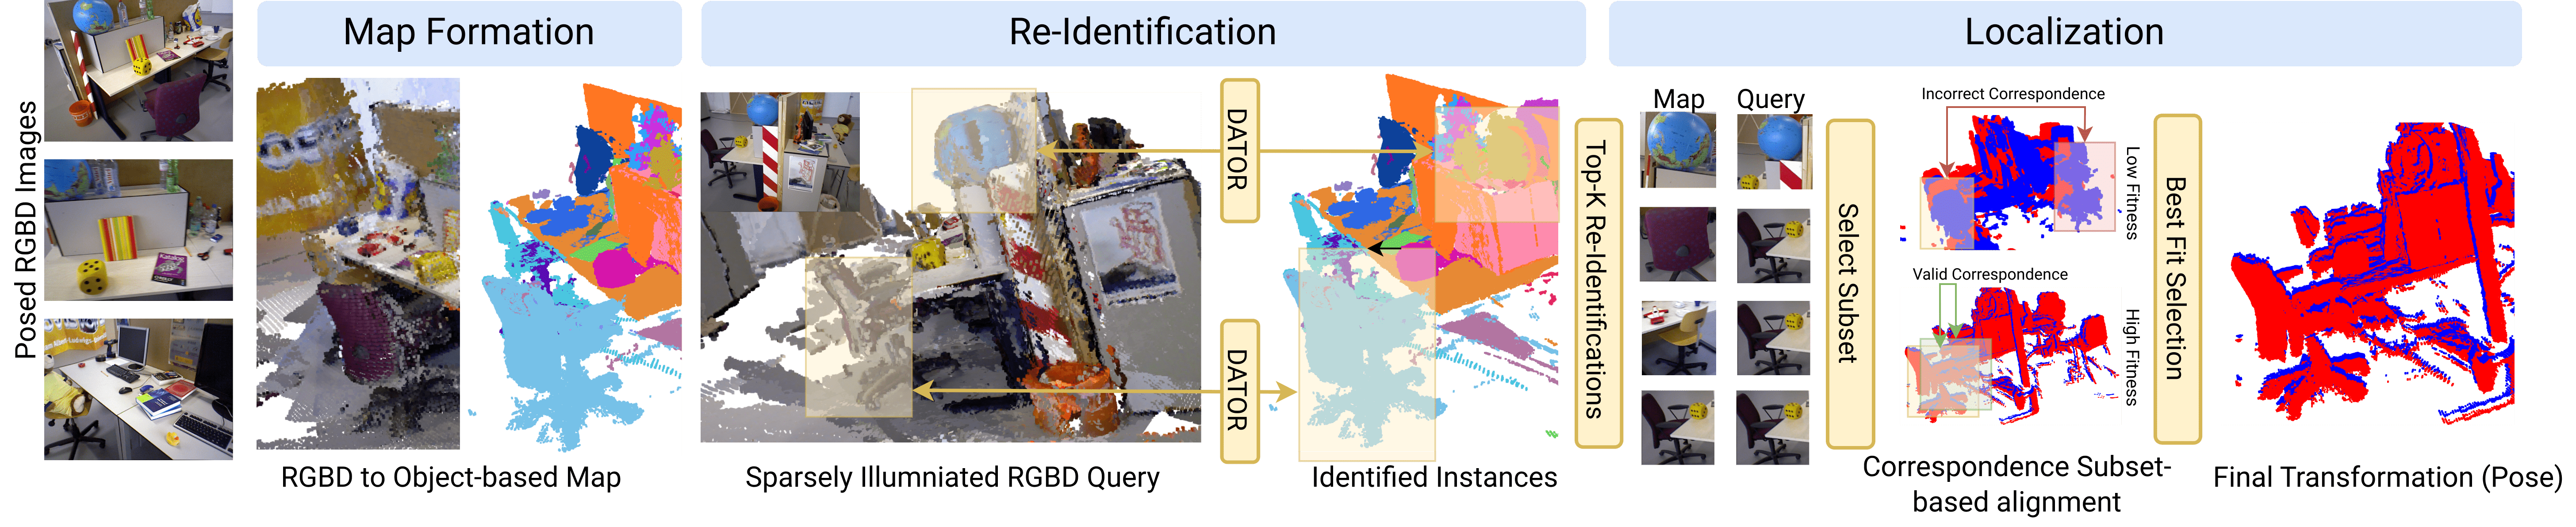 Map Formation
Re-Identification
Localization
Posed RGBD Images
RGBD to Object-based Map
DATOR
DATOR
Sparsely Illumniated RGBD Query
Identified Instances
Top-K Re-Identifications
Map
Query
Select Subset
Incorrect Correspondence
Low Fitness
Valid Correspondence
High Fitness
Correspondence Subset-
based alignment
Best Fit Selection
Final Transformation (Pose)
Katalog